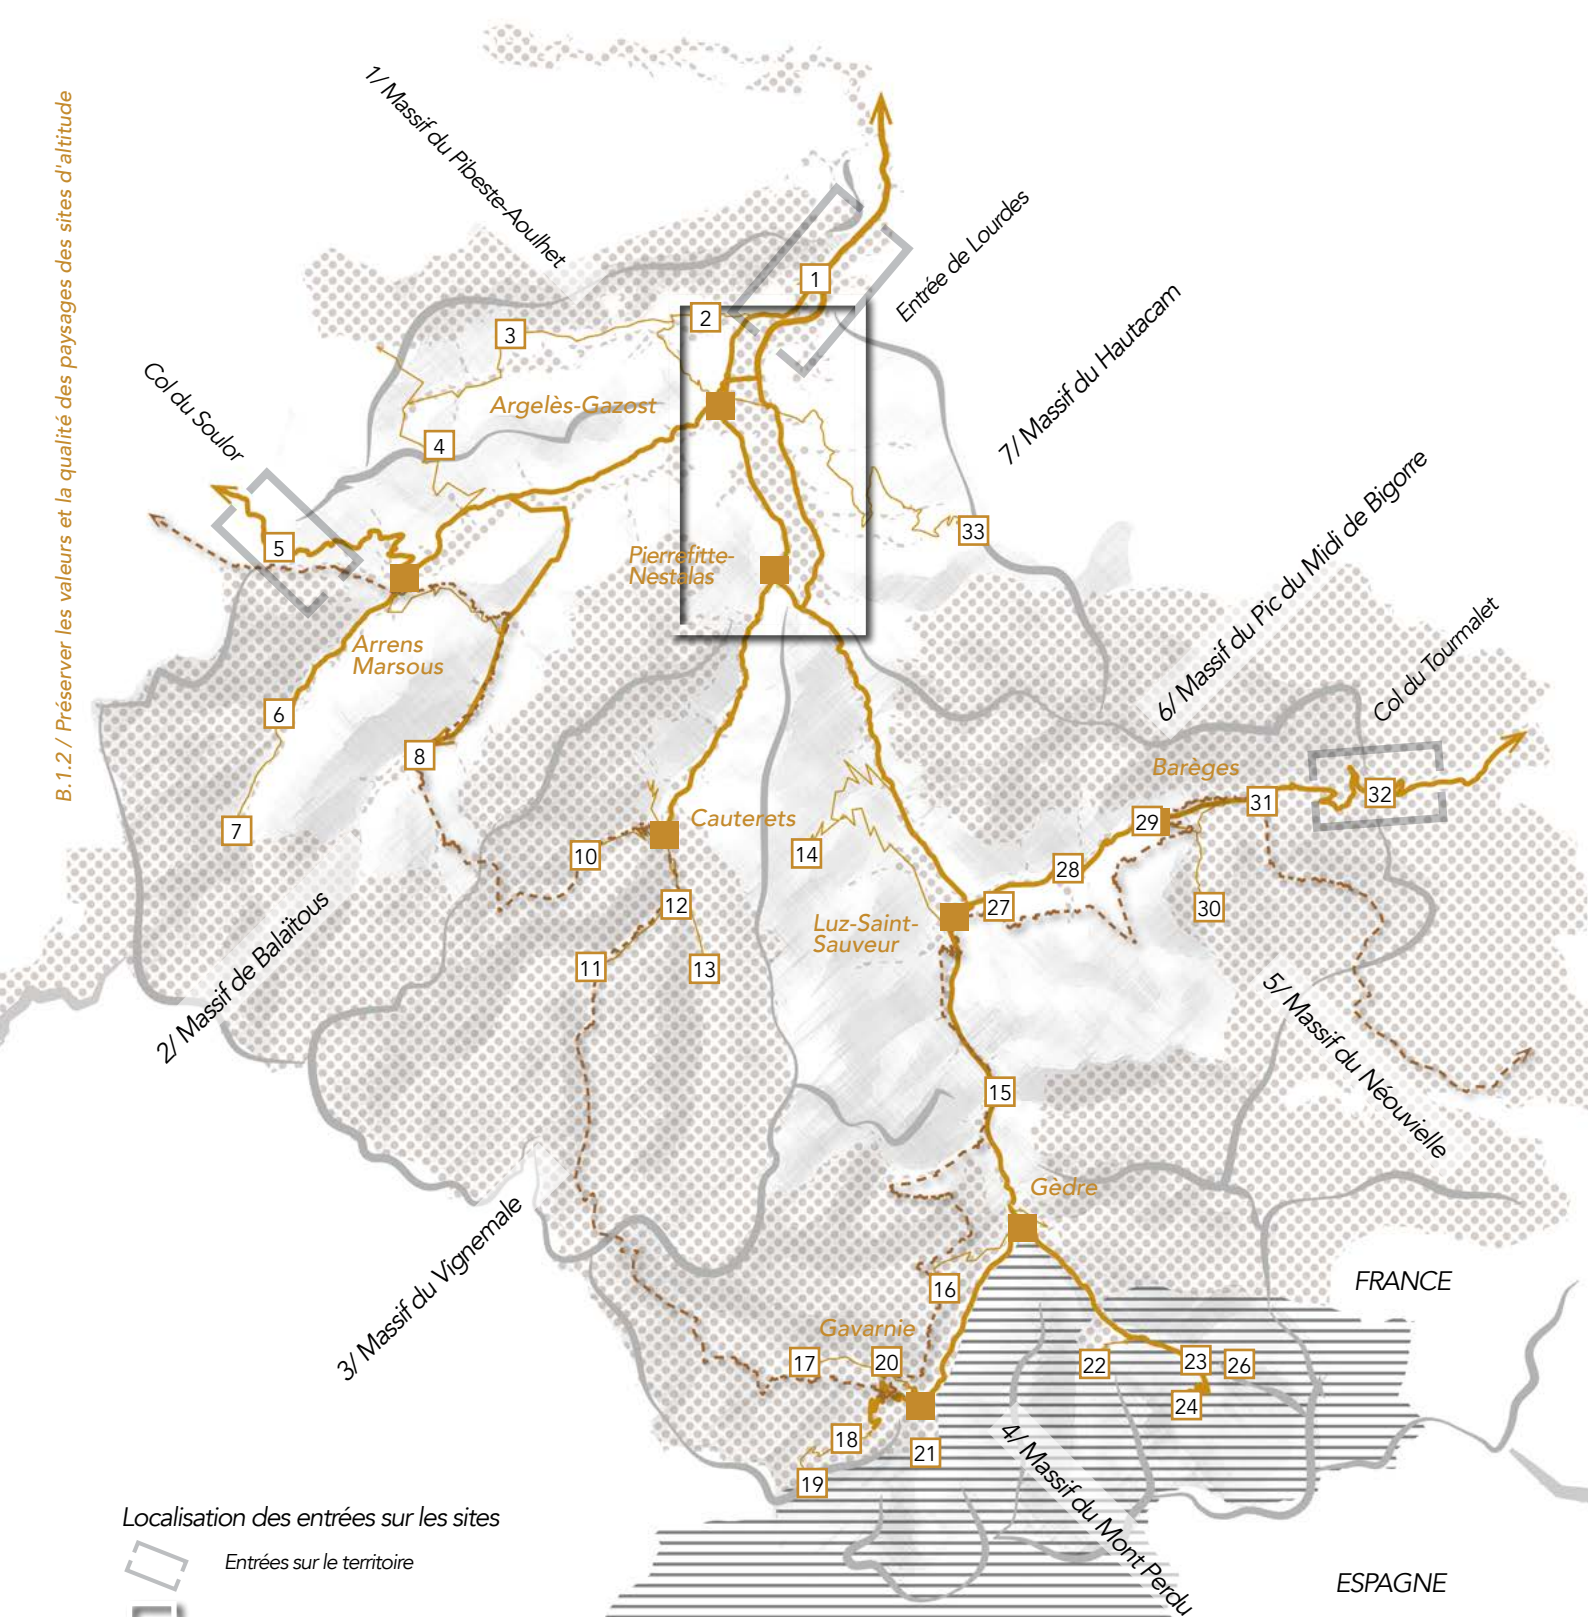 B.1.2 / Préserver les valeurs et la qualité des paysages des sites d'altitude
1/ Massif du Pibeste-Aoulhet
Entrée de Lourdes
1
2
3
7/ Massif du Hautacam
Col du Soulor
Argelès-Gazost
4
6/ Massif du Pic du Midi de Bigorre
33
5
Pierrefitte-
Nestalas
Col du Tourmalet
Arrens
Marsous
6
8
Barèges
7
Cauterets
10
14
29
31
32
28
12
27
30
2/ Massif de Balaïtous
Luz-Saint-
Sauveur
11
13
5/ Massif du Néouvielle
15
Gèdre
3/ Massif du Vignemale
16
FRANCE
Gavarnie
17
20
22
23
26
24
18
21
19
4/ Massif du Mont Perdu
Localisation des entrées sur les sites
Entrées sur le territoire
ESPAGNE